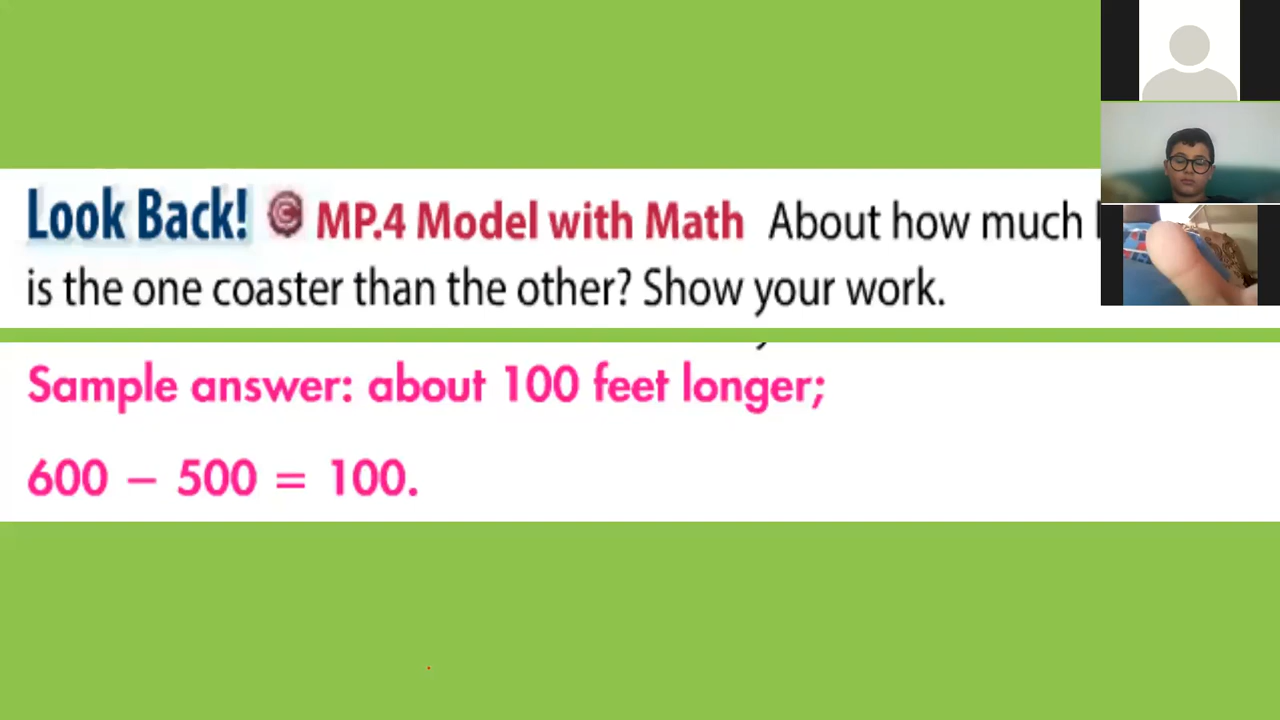 Look Back! MP.4 Model with Math About how much
is the one coaster than the other? Show your work.
Sample answer: about 100 feet longer;
600 − 500 = 100.